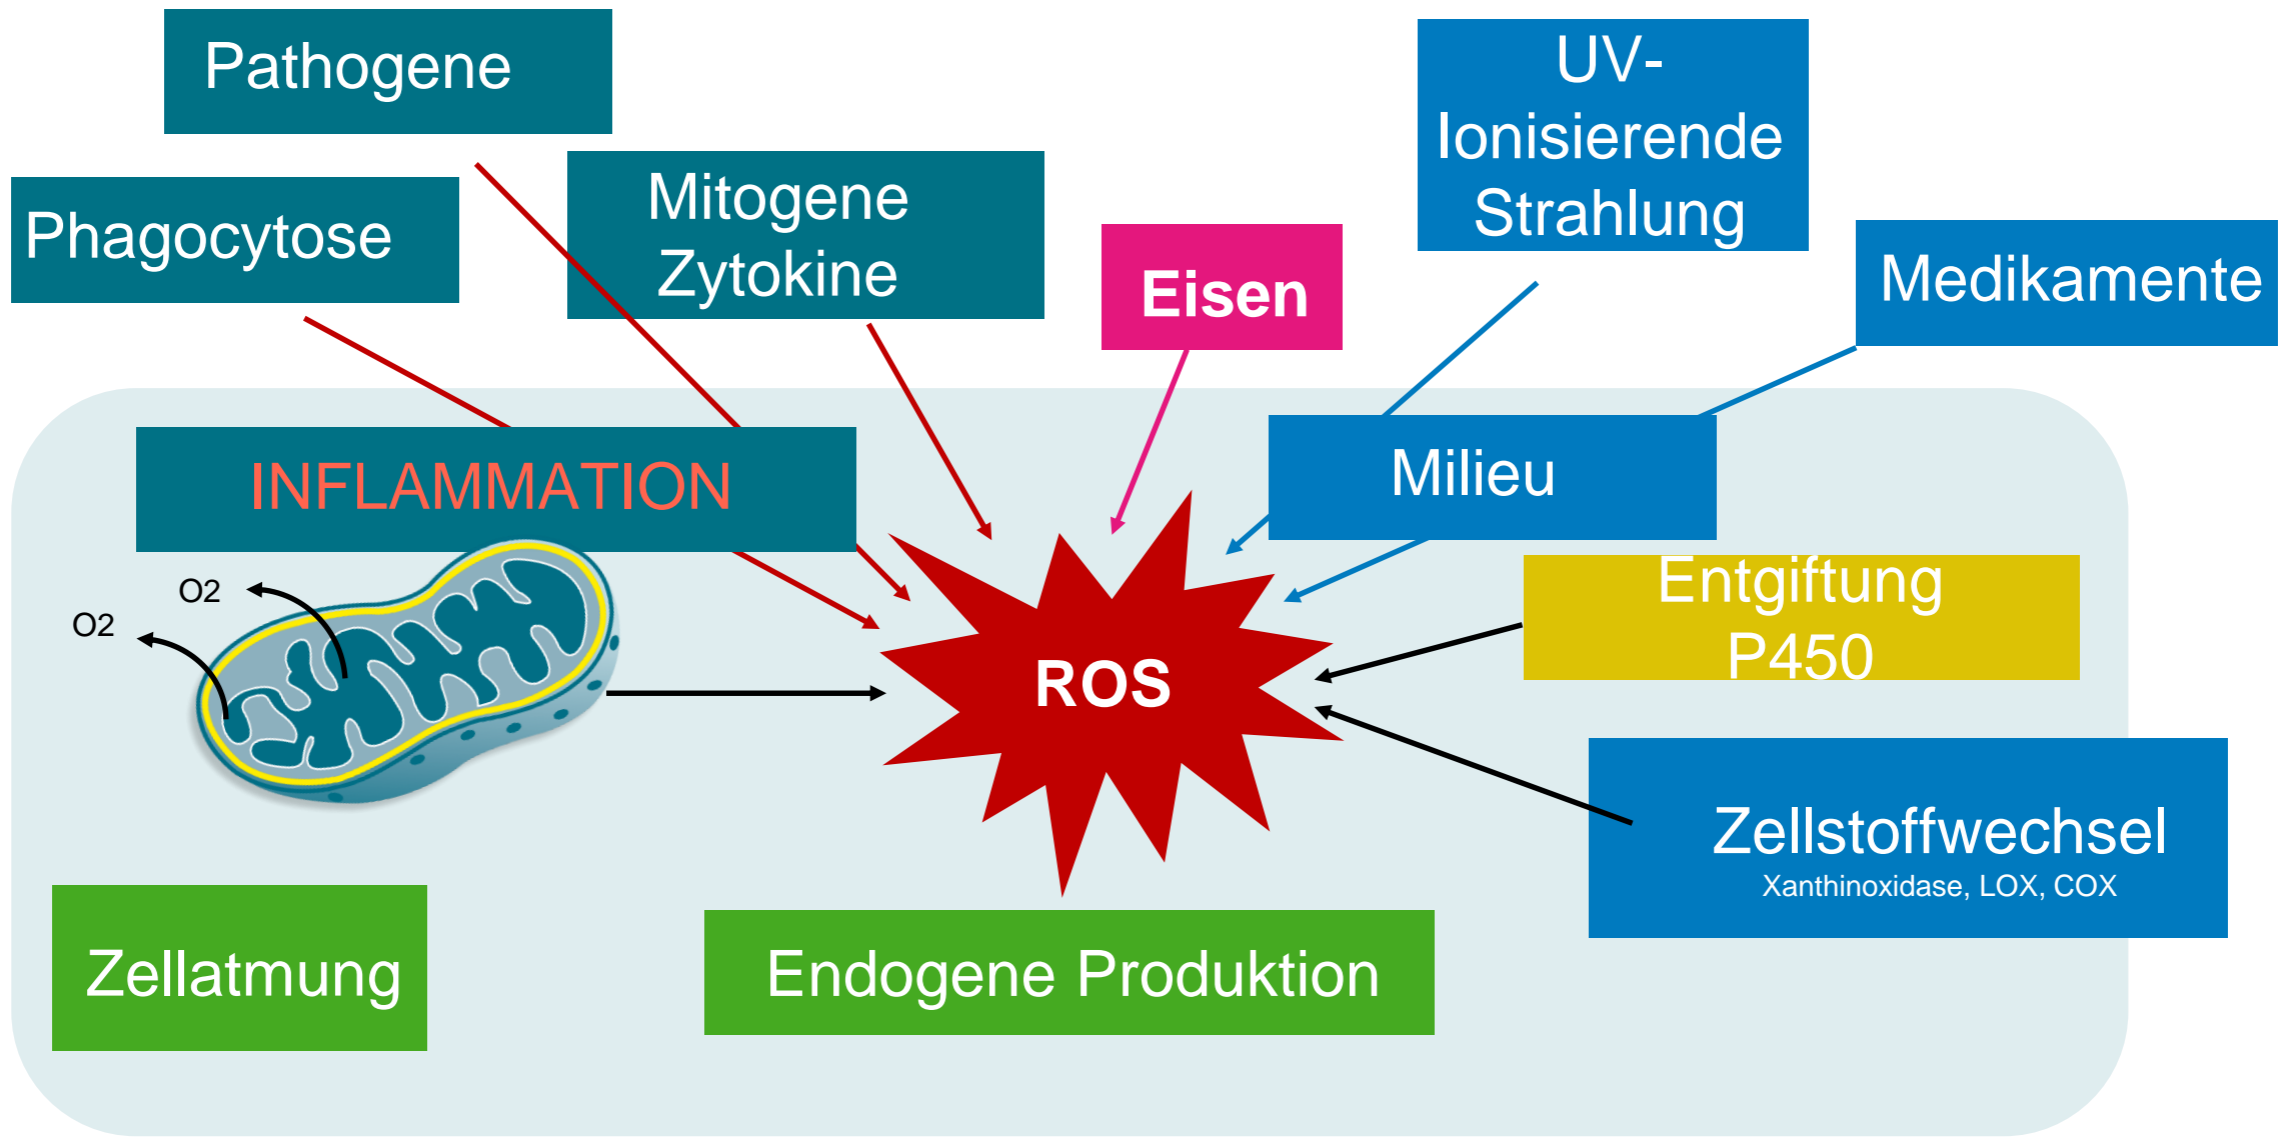 Pathogene
Phagocytose
Mitogene
Zytokine
Eisen
UV-
Ionisierende
Strahlung
Medikamente
INFLAMMATION
Milieu
O2
O2
ROS
Entgiftung
P450
Zellstoffwechsel
Xanthinoxidase, LOX, COX
Zellatmung
Endogene Produktion